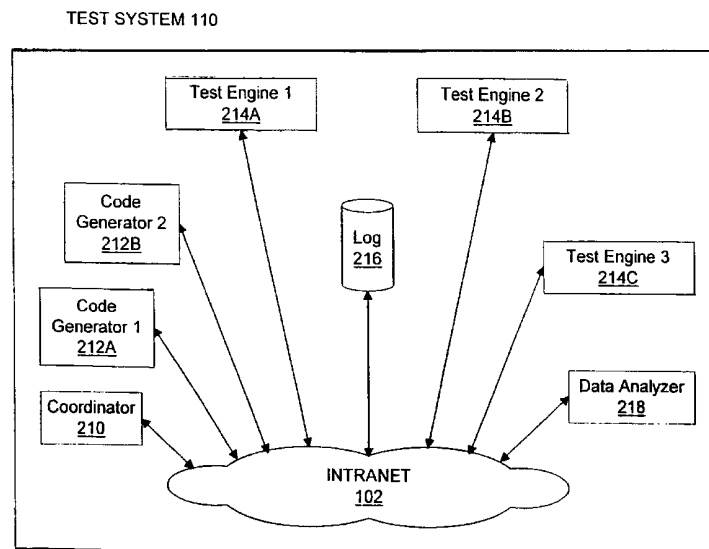 TEST SYSTEM 110
Test Engine 1
214A
Test Engine 2
214B
Code
Generator 2
212B
Log
216
Test Engine 3
214C
Code
Generator 1
212A
Coordinator
210
Data Analyzer
218
INTRANET
102